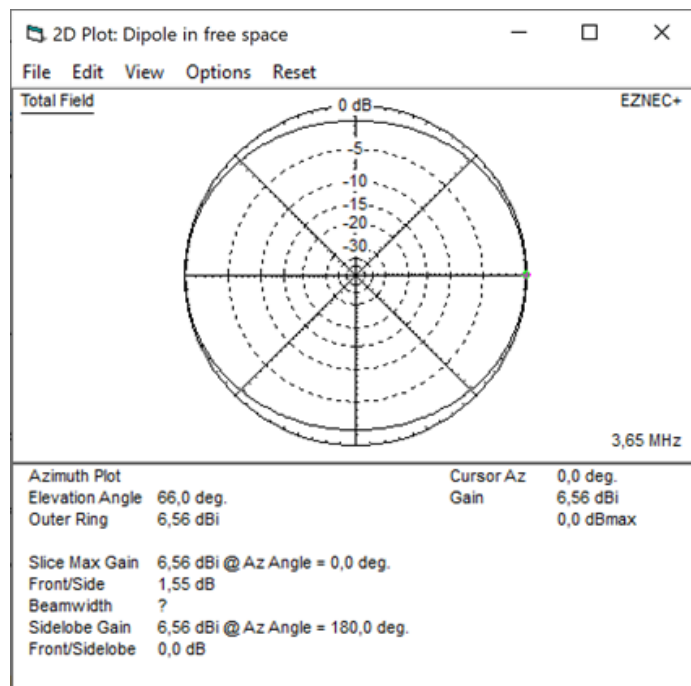 2D Plot: Dipole in free space
File Edit View Options Reset
Total Field EZNEC+
0 dB
-5
-10
-15
-20
-30
3,65 MHz
Azimuth Plot Cursor Az 0,0 deg.
Elevation Angle 66,0 deg. Gain 6,56 dBi
Outer Ring 6,56 dBi 0,0 dBmax
Slice Max Gain 6,56 dBi @ Az Angle = 0,0 deg.
Front/Side 1,55 dB
Beamwidth ?
Sidelobe Gain 6,56 dBi @ Az Angle = 180,0 deg.
Front/Sidelobe 0,0 dB